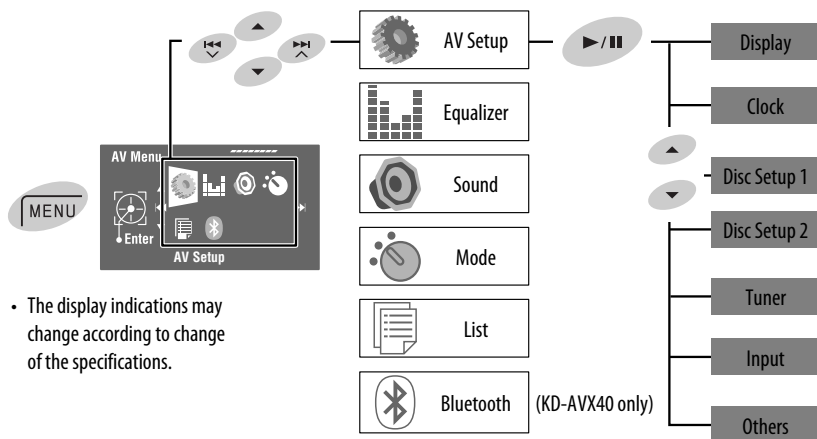 AV Setup
Display
Equalizer
Clock
AV Menu
Sound
Disc Setup 1
MENU
Enter
AV Setup
Mode
Disc Setup 2
• The display indications may
change according to change
of the specifications.
List
Tuner
Input
Bluetooth (KD-AVX40 only)
Others